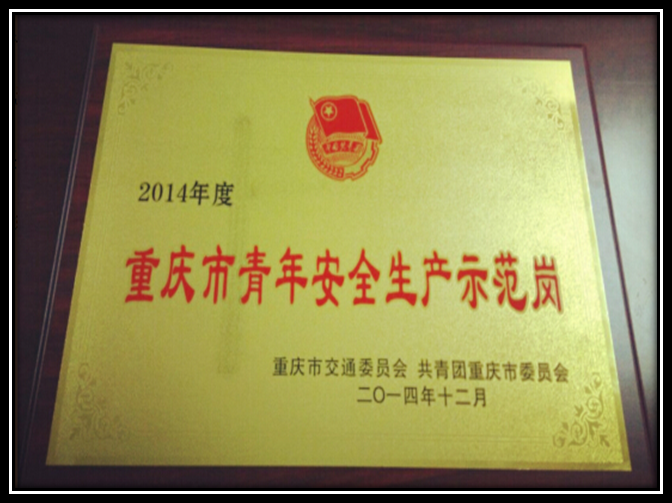 2014年度
重庆市青年安全生产示范岗
重庆市交通委员会 共青团重庆市委员会
二〇一四年十二月